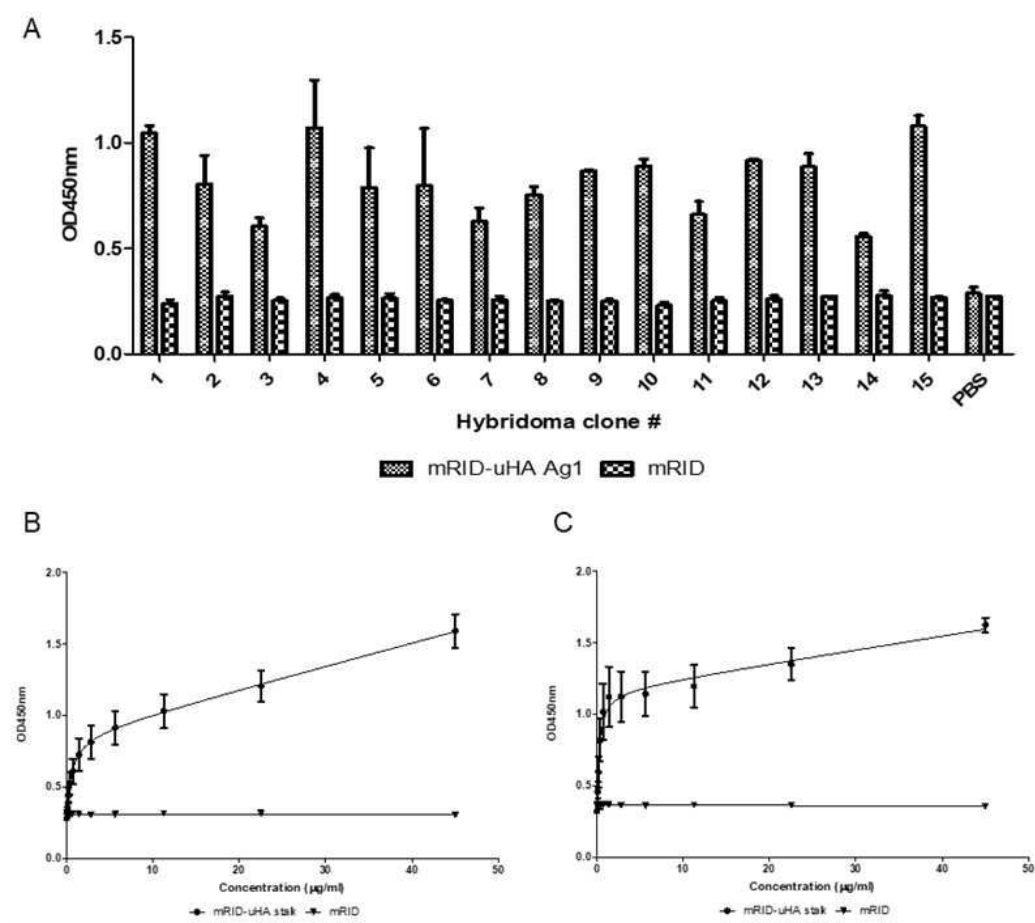 A
1.5
1.0
0.5
0.0
OD450nm
1 2 3 4 5 6 7 8 9 10 11 12 13 14 15 PBS
Hybridoma clone #
mRID-uHA Ag1 mRID
B
2.0
1.5
1.0
0.5
0.0
OD450nm
0 10 20 30 40 50
Concentration (µg/ml)
mRID-uHA stalk mRID
C
2.0
1.5
1.0
0.5
0.0
OD450nm
0 10 20 30 40 50
Concentration (µg/ml)
mRID-uHA stalk mRID